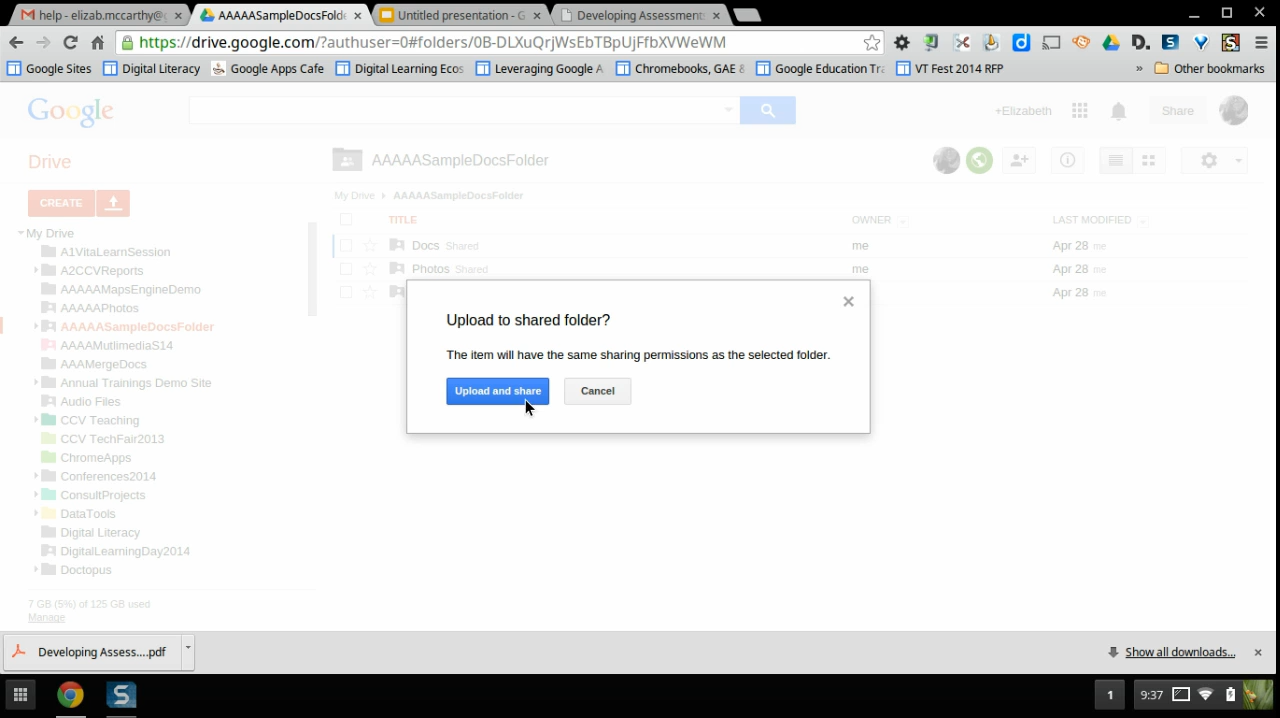 help - elizab.mccarthy@g
AAAAASampleDocsFolde
Untitled presentation - G
Developing Assessment
https://drive.google.com/?authuser=0#folders/0B-DLXuQrjWsEbTBpUjFfbXVWeWM
Google Sites
Digital Literacy
Google Apps Cafe
Digital Learning Ecos
Leveraging Google A
Chromebooks, GAE &
Google Education Tra
VT Fest 2014 RFP
»
Other bookmarks
Google
+Elizabeth
Share
Drive
AAAAASampleDocsFolder
CREATE
My Drive
AAAAASampleDocsFolder
TITLE
OWNER
LAST MODIFIED
My Drive
Docs Shared
me
Apr 28 me
A1VitaLearnSession
Photos Shared
me
Apr 28 me
A2CCVReports
Apr 28 me
AAAAAMapsEngineDemo
AAAAAPhotos
AAAAASampleDocsFolder
AAAAMutlimediaS14
AAAMergeDocs
Annual Trainings Demo Site
Audio Files
CCV Teaching
CCV TechFair2013
ChromeApps
Conferences2014
ConsultProjects
DataTools
Digital Literacy
DigitalLearningDay2014
Doctopus
7 GB (5%) of 125 GB used
Manage
Upload to shared folder?
The item will have the same sharing permissions as the selected folder.
Upload and share
Cancel
Developing Assess....pdf
Show all downloads...
1
9:37